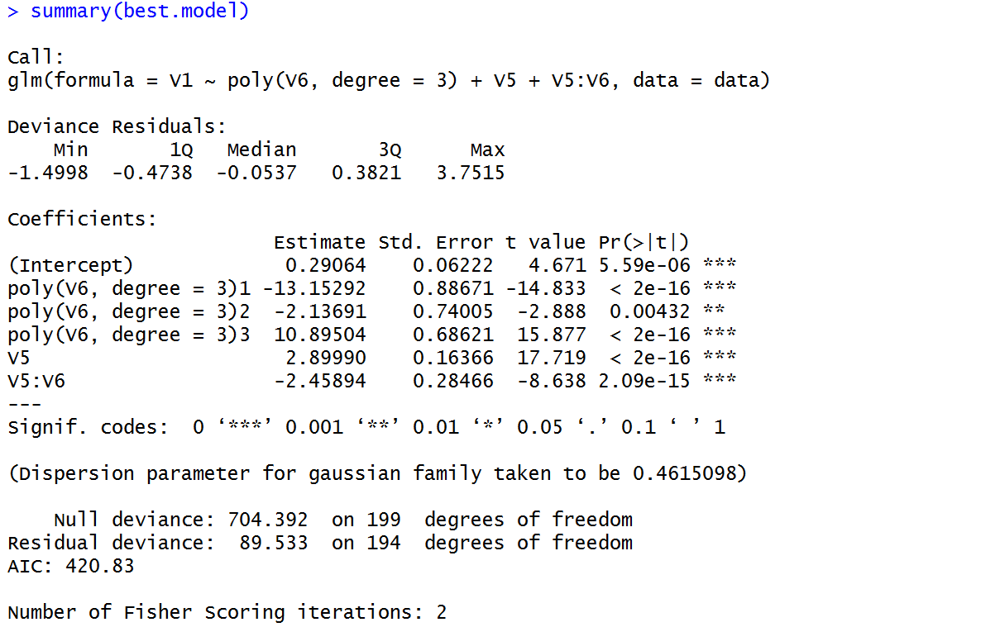 > summary(best.model)
Call:
glm(formula = V1 ~ poly(V6, degree = 3) + V5 + V5:V6, data = data)
Deviance Residuals:
    Min       1Q   Median       3Q      Max
-1.4998  -0.4738  -0.0537   0.3821   3.7515
Coefficients:
                       Estimate Std. Error t value Pr(>|t|)
(Intercept)             0.29064    0.06222   4.671 5.59e-06 ***
poly(V6, degree = 3)1 -13.15292    0.88671 -14.833  < 2e-16 ***
poly(V6, degree = 3)2  -2.13691    0.74005  -2.888  0.00432 **
poly(V6, degree = 3)3  10.89504    0.68621  15.877  < 2e-16 ***
V5                      2.89990    0.16366  17.719  < 2e-16 ***
V5:V6                  -2.45894    0.28466  -8.638 2.09e-15 ***
---
Signif. codes:  0 ‘***’ 0.001 ‘**’ 0.01 ‘*’ 0.05 ‘.’ 0.1 ‘ ’ 1
(Dispersion parameter for gaussian family taken to be 0.4615098)
    Null deviance: 704.392  on 199  degrees of freedom
Residual deviance:  89.533  on 194  degrees of freedom
AIC: 420.83
Number of Fisher Scoring iterations: 2